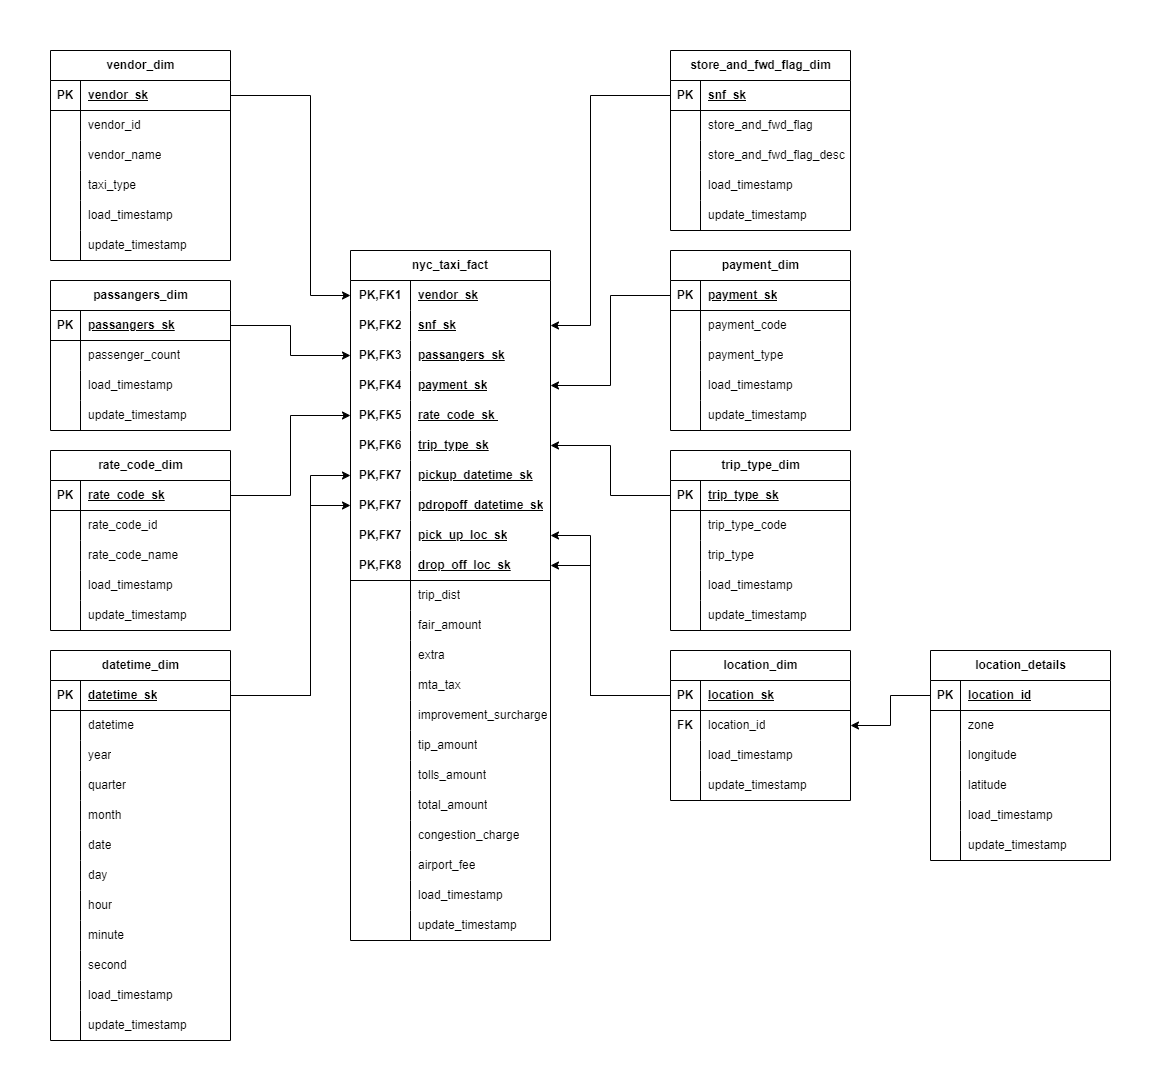 vendor_dim
PK vendor_sk
vendor_id
vendor_name
taxi_type
load_timestamp
update_timestamp
passangers_dim
PK passangers_sk
passenger_count
load_timestamp
update_timestamp
rate_code_dim
PK rate_code_sk
rate_code_id
rate_code_name
load_timestamp
update_timestamp
datetime_dim
PK datetime_sk
datetime
year
quarter
month
date
day
hour
minute
second
load_timestamp
update_timestamp
nyc_taxi_fact
PK,FK1 vendor_sk
PK,FK2 snf_sk
PK,FK3 passangers_sk
PK,FK4 payment_sk
PK,FK5 rate_code_sk
PK,FK6 trip_type_sk
PK,FK7 pickup_datetime_sk
PK,FK7 pdropoff_datetime_sk
PK,FK7 pick_up_loc_sk
PK,FK8 drop_off_loc_sk
trip_dist
fair_amount
extra
mta_tax
improvement_surcharge
tip_amount
tolls_amount
total_amount
congestion_charge
airport_fee
load_timestamp
update_timestamp
store_and_fwd_flag_dim
PK snf_sk
store_and_fwd_flag
store_and_fwd_flag_desc
load_timestamp
update_timestamp
payment_dim
PK payment_sk
payment_code
payment_type
load_timestamp
update_timestamp
trip_type_dim
PK trip_type_sk
trip_type_code
trip_type
load_timestamp
update_timestamp
location_dim
PK location_sk
FK location_id
load_timestamp
update_timestamp
location_details
PK location_id
zone
longitude
latitude
load_timestamp
update_timestamp